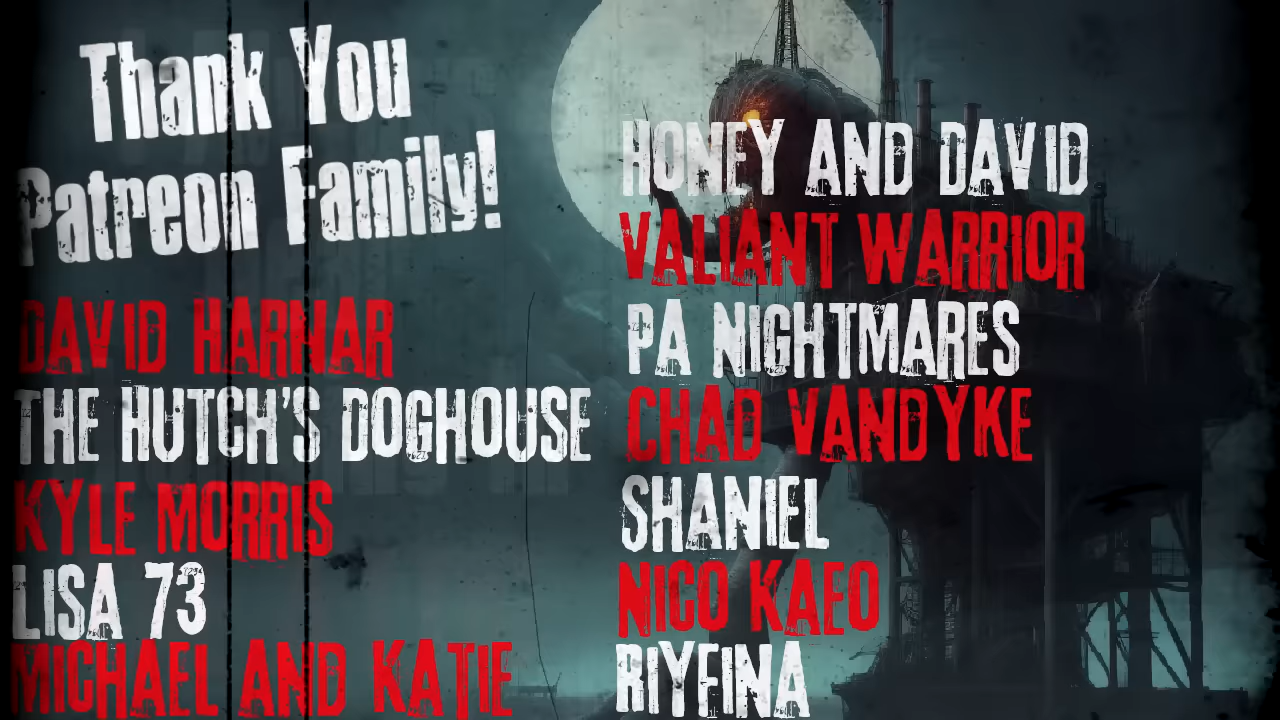 Thank You
Patreon Family!
DAVID HARNAR
THE HUTCH'S DOGHOUSE
KYLE MORRIS
LISA 73
MICHAEL AND KATIE
HONEY AND DAVID
VALIANT WARRIOR
PA NIGHTMARES
CHAD VANDYKE
SHANIEL
NICO KAEO
RIYEINA